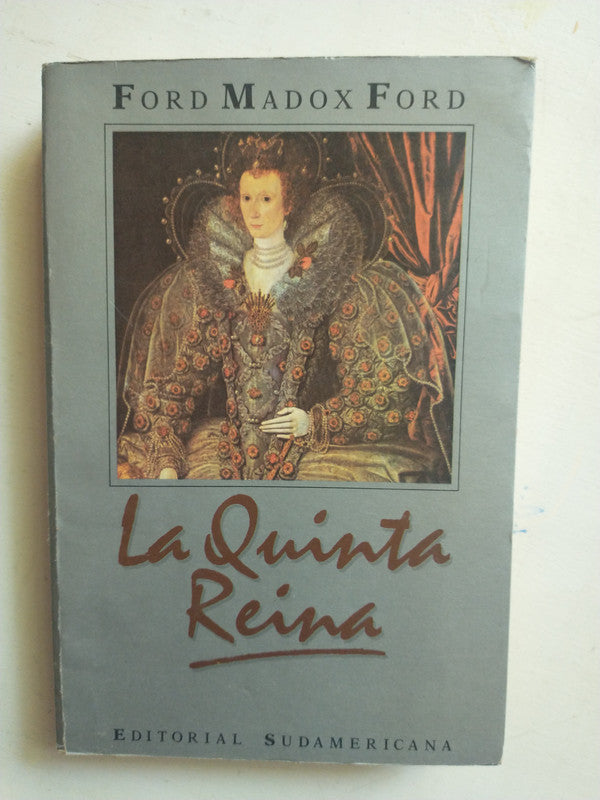 FORD MADOX FORD
La Quinta
Reina
EDITORIAL SUDAMERICANA